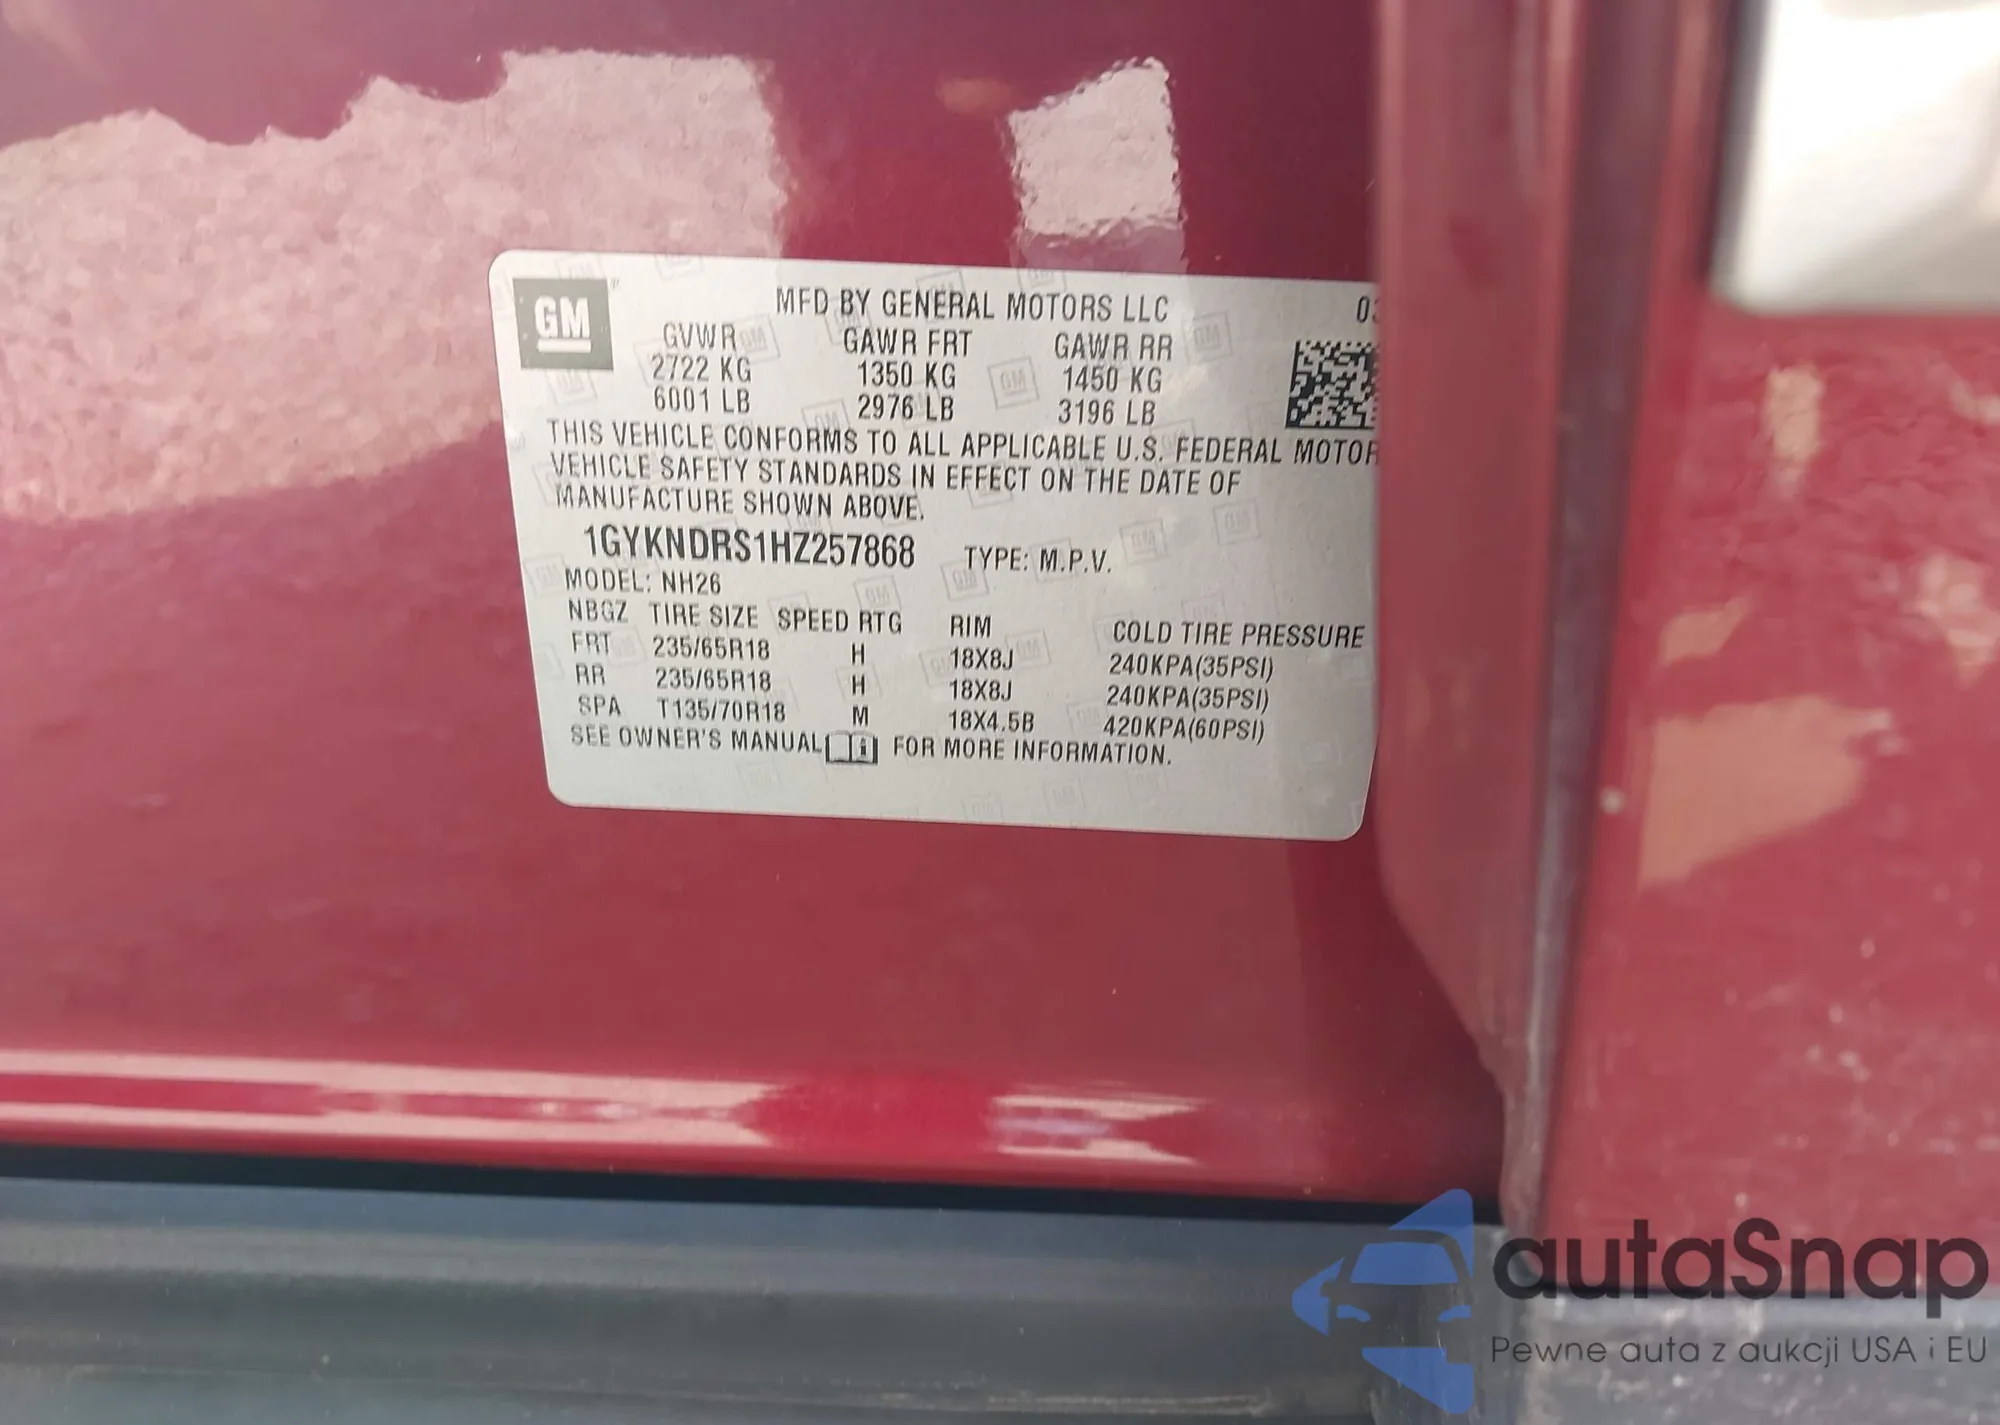 GM
MFD BY GENERAL MOTORS LLC
GVWR GAWR FRT GAWR RR
2722 KG 1350 KG 1450 KG
6001 LB 2976 LB 3196 LB
THIS VEHICLE CONFORMS TO ALL APPLICABLE U.S. FEDERAL MOTOR
VEHICLE SAFETY STANDARDS IN EFFECT ON THE DATE OF
MANUFACTURE SHOWN ABOVE.
1GYKNDRS1HZ257868 TYPE: M.P.V.
MODEL: NH26
NBGZ TIRE SIZE SPEED RTG RIM COLD TIRE PRESSURE
FRT 235/65R18 H 18X8J 240KPA(35PSI)
RR 235/65R18 H 18X8J 240KPA(35PSI)
SPA T135/70R18 M 18X4.5B 420KPA(60PSI)
SEE OWNER'S MANUAL FOR MORE INFORMATION.
autaSnap
Pewne auta z aukcji USA i EU